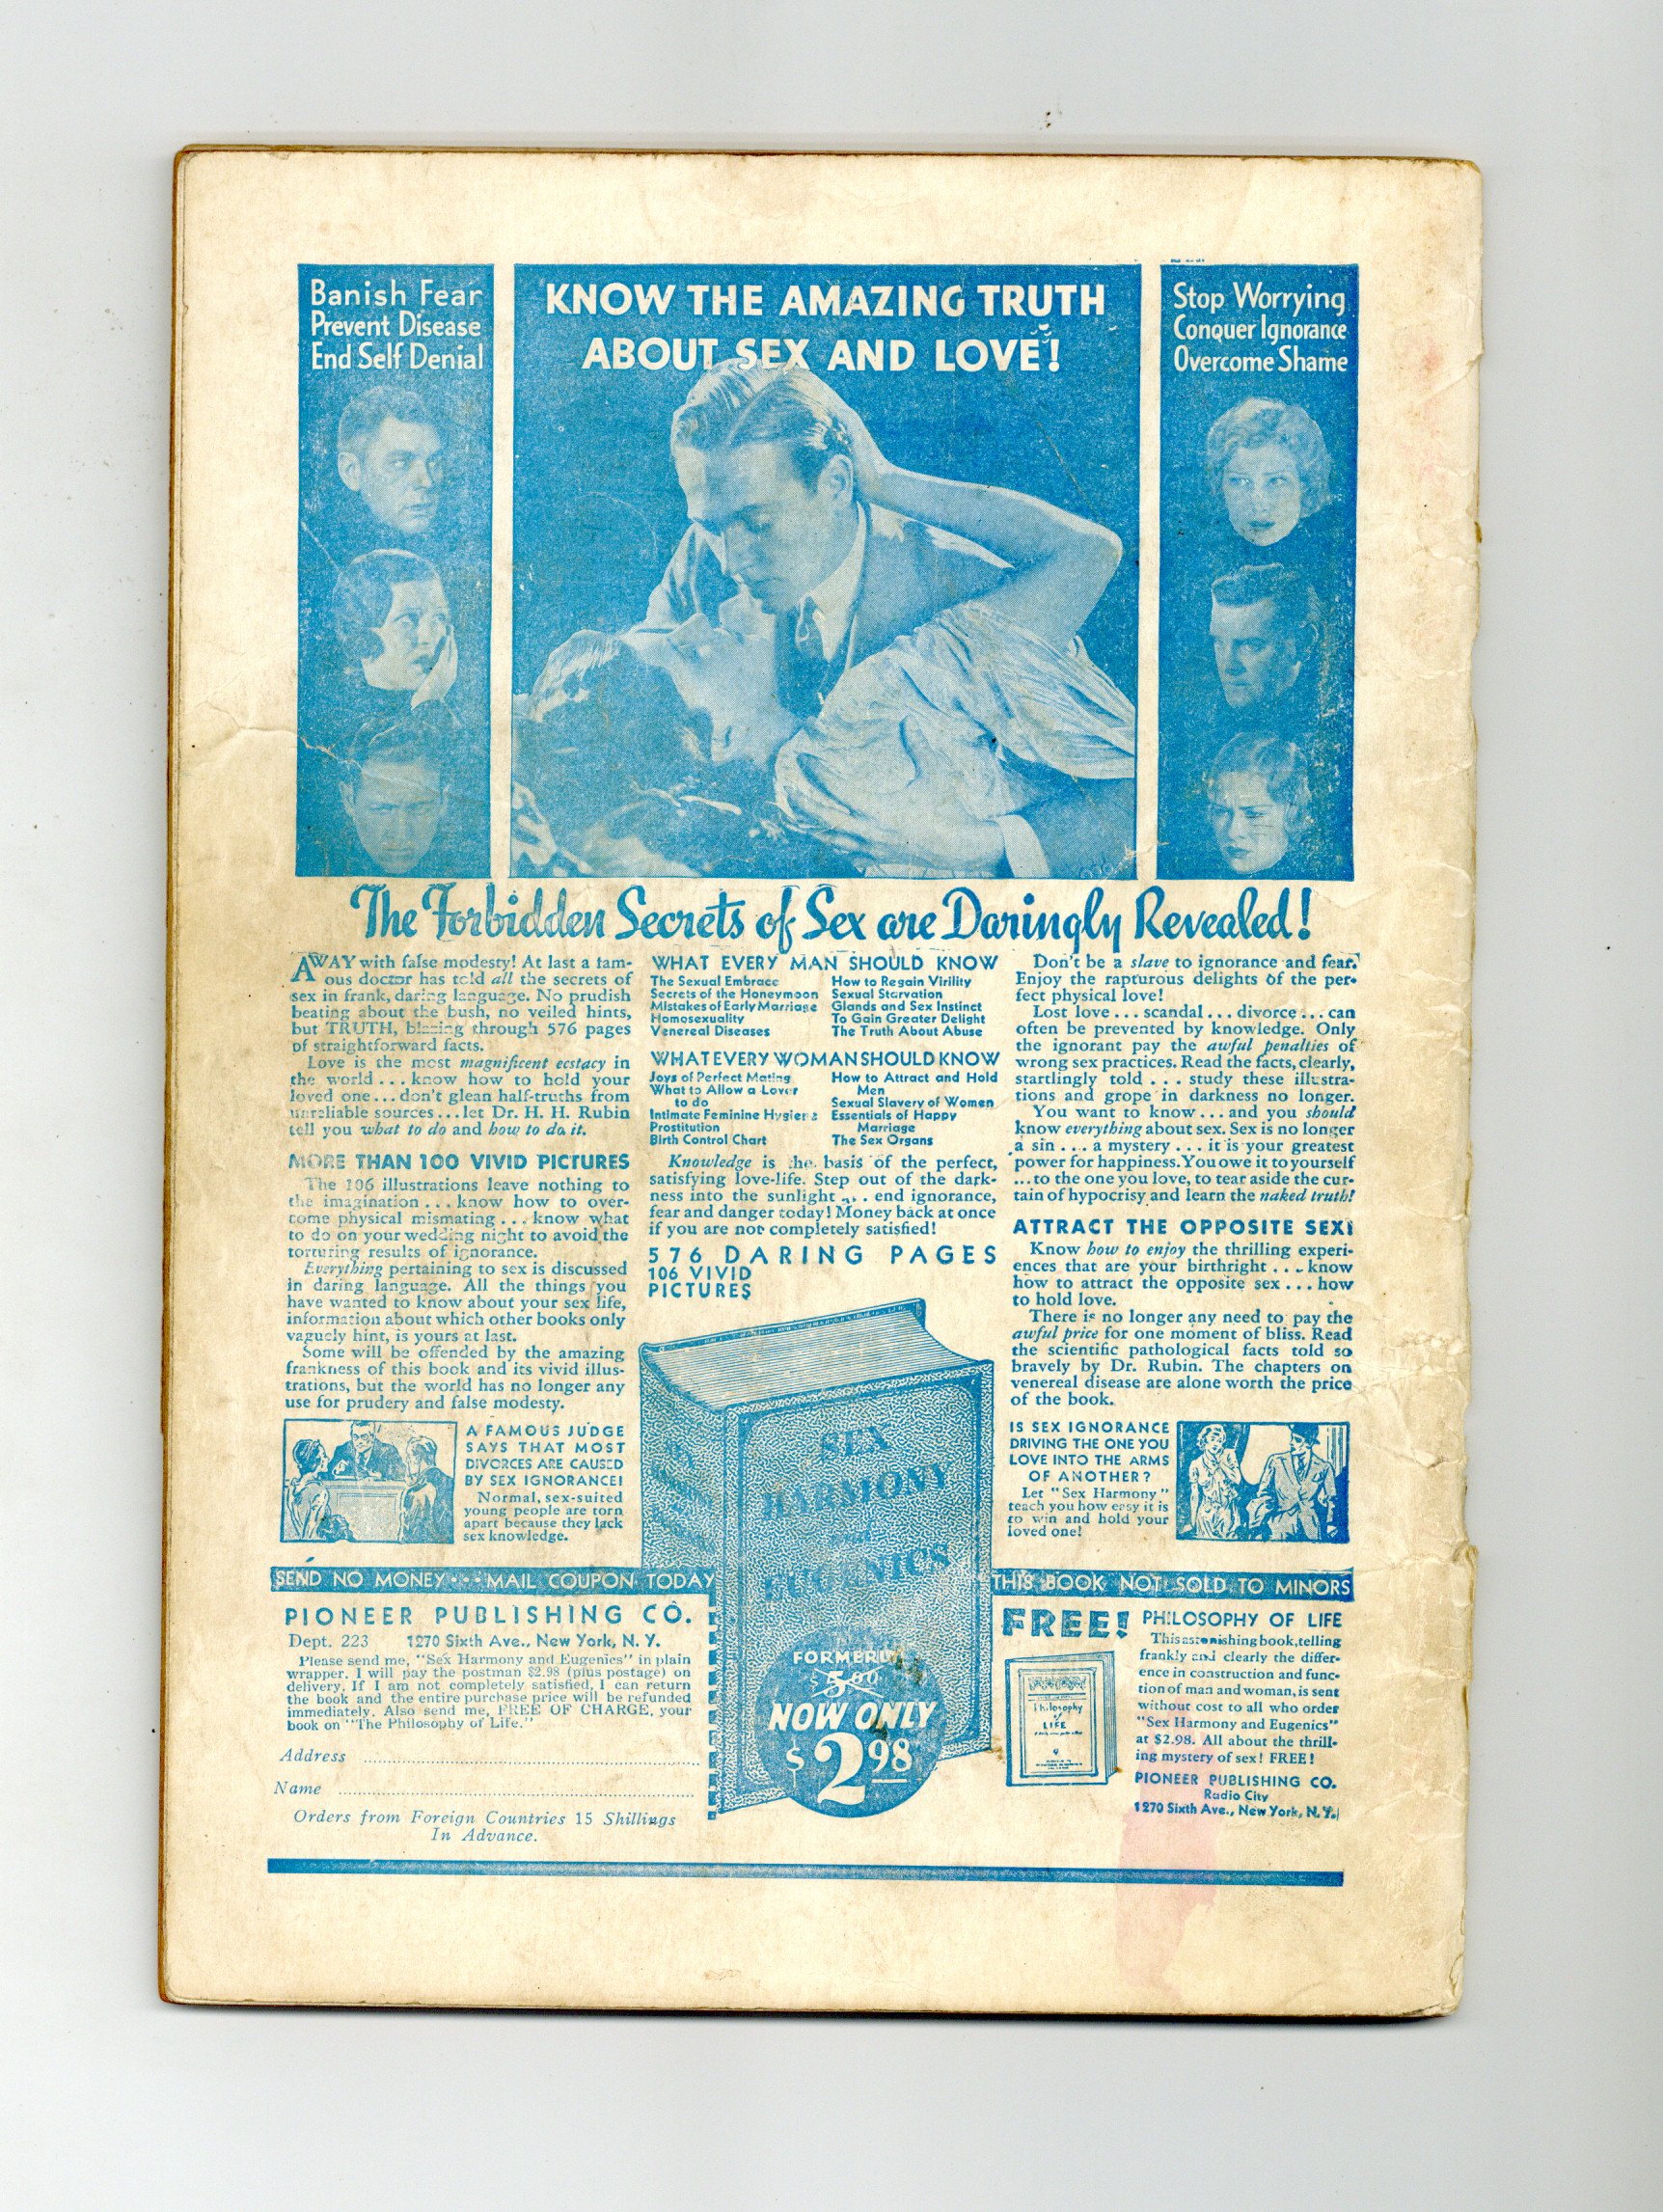 Banish Fear
Prevent Disease
End Self Denial
KNOW THE AMAZING TRUTH
ABOUT SEX AND LOVE!
Stop Worrying
Conquer Ignorance
Overcome Shame
The Forbidden Secrets of Sex are Daringly Revealed!
AWAY with false modesty! At last a fam-
ous doctor has told all the secrets of
sex in frank, daring language. No prudish
beating about the bush, no veiled hints,
but TRUTH, blazing through 576 pages
of straightforward facts.
Love is the most magnificent ecstacy in
the world ... know how to hold your
loved one ... don't glean half-truths from
unreliable sources ... let Dr. H. H. Rubin
tell you what to do and how to do it.
MORE THAN 100 VIVID PICTURES
The 106 illustrations leave nothing to
the imagination ... know how to over-
come physical mismating ... know what
to do on your wedding night to avoid the
torturing results of ignorance.
Everything pertaining to sex is discussed
in daring language. All the things you
have wanted to know about your sex life,
information about which other books only
vaguely hint, is yours at last.
Some will be offended by the amazing
frankness of this book and its vivid illus-
trations, but the world has no longer any
use for prudery and false modesty.
A FAMOUS JUDGE
SAYS THAT MOST
DIVORCES ARE CAUSED
BY SEX IGNORANCE!
Normal, sex-suited
young people are torn
apart because they lack
sex knowledge.
WHAT EVERY MAN SHOULD KNOW
The Sexual Embrace
Secrets of the Honeymoon
Mistakes of Early Marriage
Homosexuality
Venereal Diseases
How to Regain Virility
Sexual Starvation
Glands and Sex Instinct
To Gain Greater Delight
The Truth About Abuse
WHAT EVERY WOMAN SHOULD KNOW
Joys of Perfect Mating
What to Allow a Lover
to do
Intimate Feminine Hygiene
Prostitution
Birth Control Chart
How to Attract and Hold
Men
Sexual Slavery of Women
Essentials of Happy
Marriage
The Sex Organs
Knowledge is the basis of the perfect,
satisfying love-life. Step out of the dark-
ness into the sunlight ... end ignorance,
fear and danger today! Money back at once
if you are not completely satisfied!
576 DARING PAGES
106 VIVID
PICTURES
SEX
HARMONY
and
EUGENICS
FORMERLY
5.00
NOW ONLY
$2.98
Don't be a slave to ignorance and fear.
Enjoy the rapturous delights of the per-
fect physical love!
Lost love ... scandal ... divorce ... can
often be prevented by knowledge. Only
the ignorant pay the awful penalties of
wrong sex practices. Read the facts, clearly,
startlingly told ... study these illustra-
tions and grope in darkness no longer.
You want to know ... and you should
know everything about sex. Sex is no longer
a sin ... a mystery ... it is your greatest
power for happiness. You owe it to yourself
... to the one you love, to tear aside the cur-
tain of hypocrisy and learn the naked truth!
ATTRACT THE OPPOSITE SEX!
Know how to enjoy the thrilling experi-
ences that are your birthright ... know
how to attract the opposite sex ... how
to hold love.
There is no longer any need to pay the
awful price for one moment of bliss. Read
the scientific pathological facts told so
bravely by Dr. Rubin. The chapters on
venereal disease are alone worth the price
of the book.
IS SEX IGNORANCE
DRIVING THE ONE YOU
LOVE INTO THE ARMS
OF ANOTHER?
Let "Sex Harmony"
teach you how easy it is
to win and hold your
loved one!
SEND NO MONEY ... MAIL COUPON TODAY
PIONEER PUBLISHING CO.
Dept. 223 1270 Sixth Ave., New York, N. Y.
Please send me, "Sex Harmony and Eugenics" in plain
wrapper. I will pay the postman $2.98 (plus postage) on
delivery. If I am not completely satisfied, I can return
the book and the entire purchase price will be refunded
immediately. Also send me, FREE OF CHARGE, your
book on "The Philosophy of Life."
Address
Name
Orders from Foreign Countries 15 Shillings
In Advance.
THIS BOOK NOT SOLD TO MINORS
FREE!
Philosophy
of
LIFE
PHILOSOPHY OF LIFE
This astonishing book, telling
frankly and clearly the differ-
ence in construction and func-
tion of man and woman, is sent
without cost to all who order
"Sex Harmony and Eugenics"
at $2.98. All about the thrill-
ing mystery of sex! FREE!
PIONEER PUBLISHING CO.
Radio City
1270 Sixth Ave., New York, N. Y.